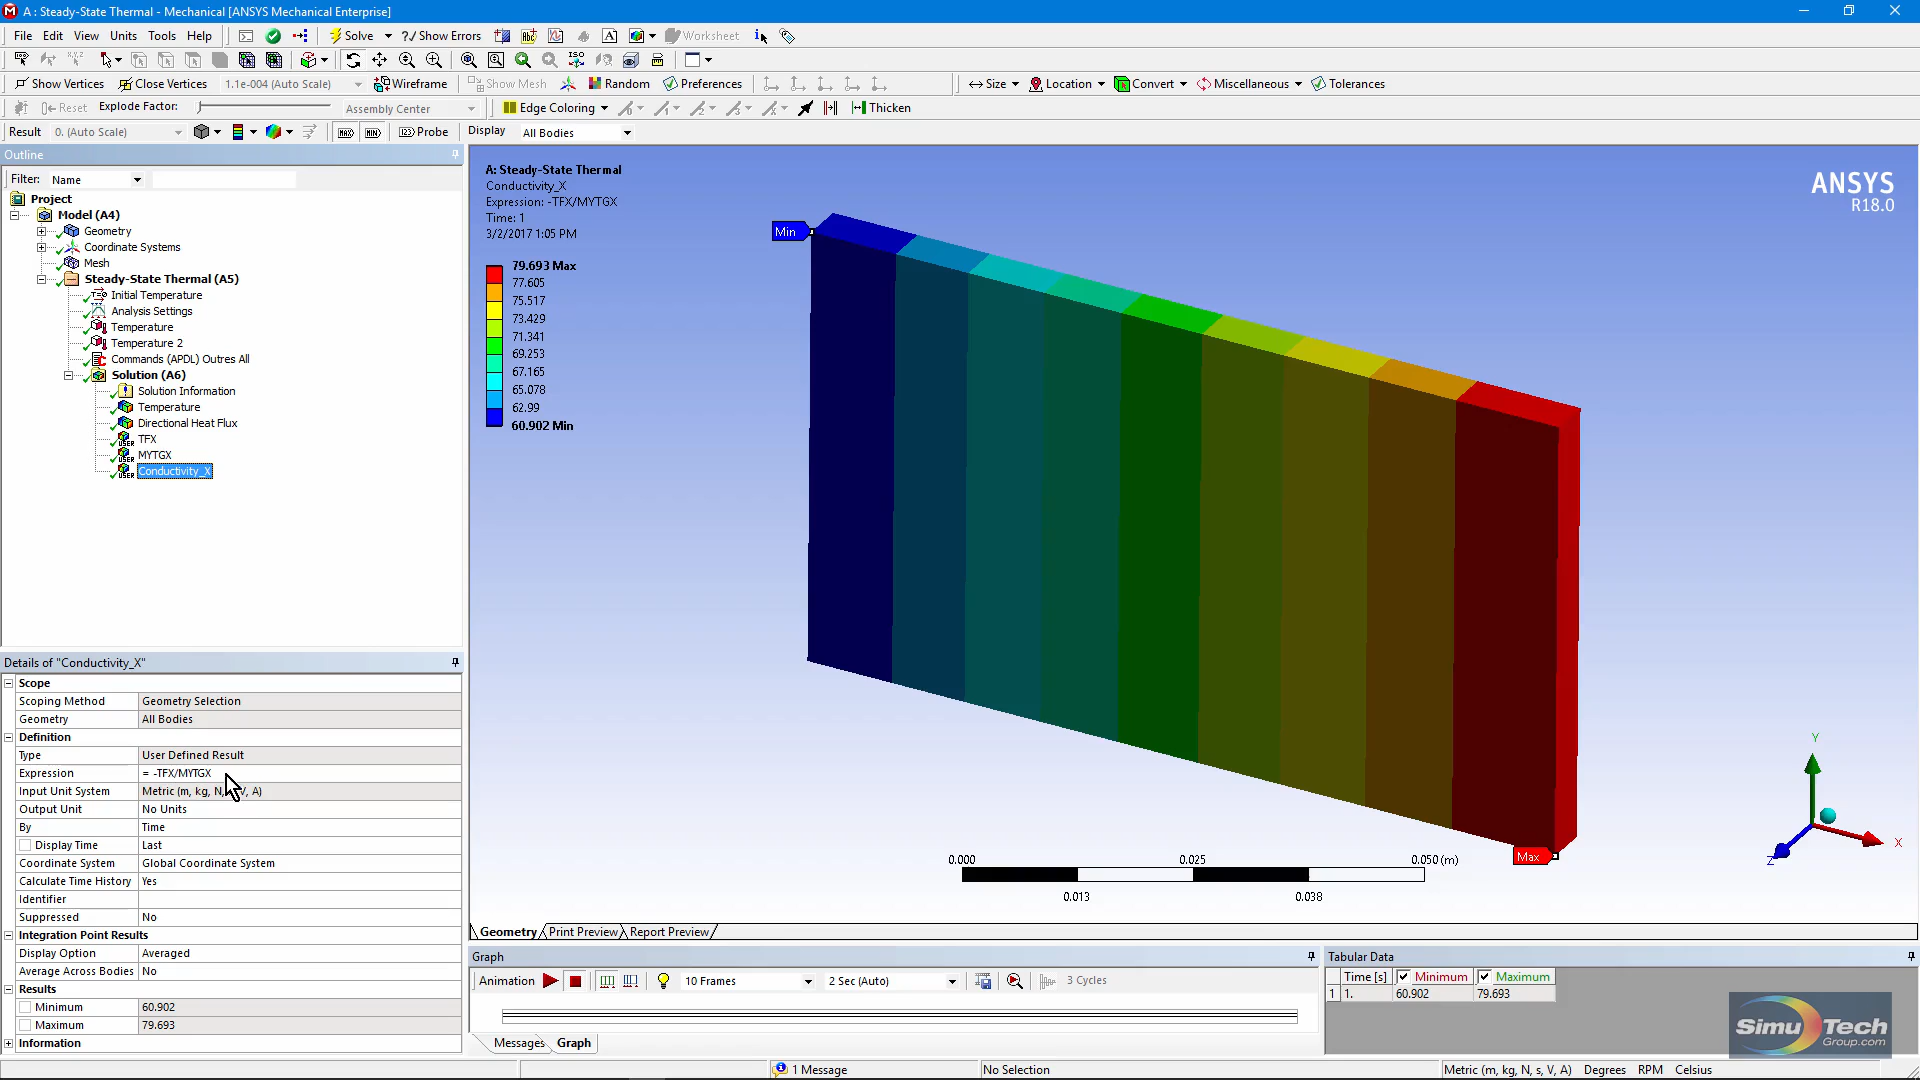 A : Steady-State Thermal - Mechanical [ANSYS Mechanical Enterprise]
File Edit View Units Tools Help Solve ?/ Show Errors Worksheet
Show Vertices Close Vertices 1.1e-004 (Auto Scale) Wireframe Show Mesh Random Preferences Size Location Convert Miscellaneous Tolerances
Reset Explode Factor: Assembly Center Edge Coloring Thicken
Result 0. (Auto Scale) MAX MIN Probe Display All Bodies
Outline
Filter: Name
Project
Model (A4)
Geometry
Coordinate Systems
Mesh
Steady-State Thermal (A5)
Initial Temperature
Analysis Settings
Temperature
Temperature 2
Commands (APDL) Outres All
Solution (A6)
Solution Information
Temperature
Directional Heat Flux
TFX
MYTGX
Conductivity_X
Details of "Conductivity_X"
Scope
Scoping Method Geometry Selection
Geometry All Bodies
Definition
Type User Defined Result
Expression = -TFX/MYTGX
Input Unit System Metric (m, kg, N, V, A)
Output Unit No Units
By Time
Display Time Last
Coordinate System Global Coordinate System
Calculate Time History Yes
Identifier
Suppressed No
Integration Point Results
Display Option Averaged
Average Across Bodies No
Results
Minimum 60.902
Maximum 79.693
Information
A: Steady-State Thermal
Conductivity_X
Expression: -TFX/MYTGX
Time: 1
3/2/2017 1:05 PM
79.693 Max
77.605
75.517
73.429
71.341
69.253
67.165
65.078
62.99
60.902 Min
ANSYS
R18.0
Min
Max
0.000 0.025 0.050 (m)
0.013 0.038
Y
X
Z
Geometry Print Preview Report Preview
Graph
Animation 10 Frames 2 Sec (Auto) 3 Cycles
Messages Graph
Tabular Data
Time [s] Minimum Maximum
1 1. 60.902 79.693
SimuTech
Group.com
1 Message No Selection Metric (m, kg, N, s, V, A) Degrees RPM Celsius